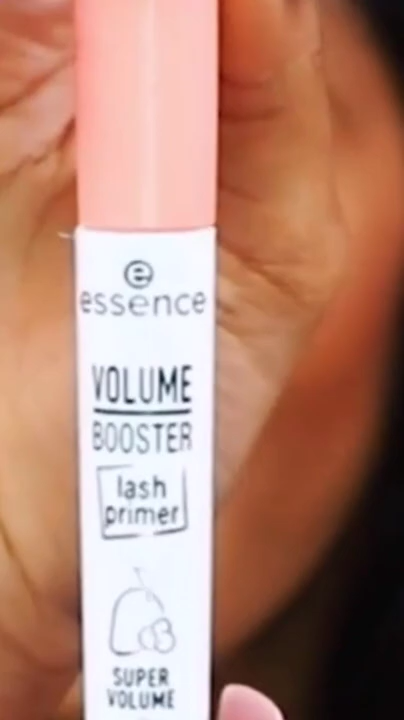 e
essence
VOLUME
BOOSTER
lash
primer
SUPER
VOLUME